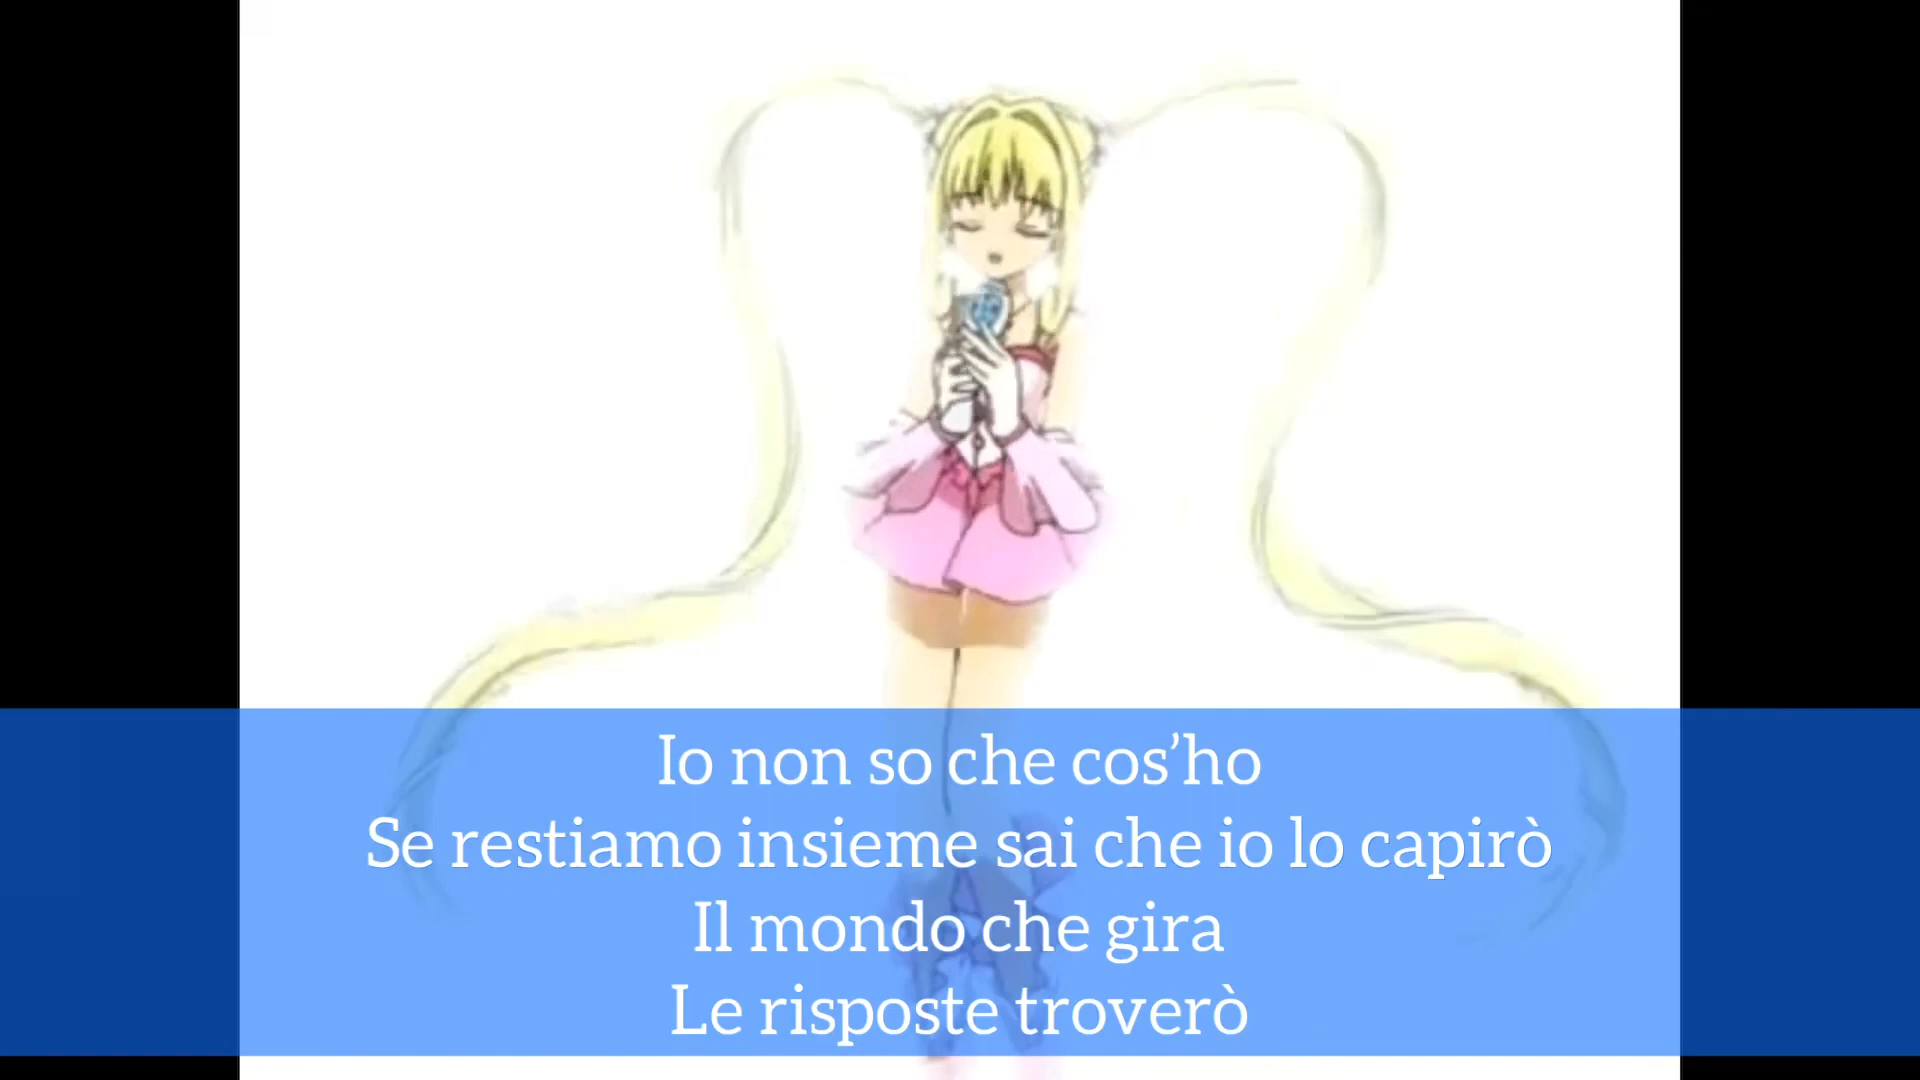 Io non so che cos’ho
Se restiamo insieme sai che io lo capirò
Il mondo che gira
Le risposte troverò